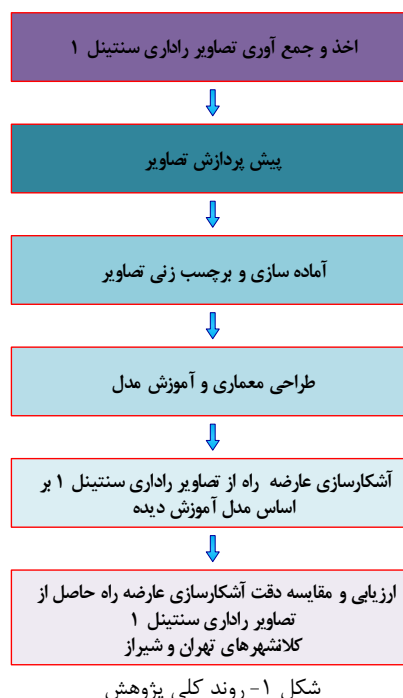 اخذ و جمع آوری تصاویر راداری سنتینل ۱
پیش پردازش تصاویر
آماده سازی و برچسب زنی تصاویر
طراحی معماری و آموزش مدل
آشکارسازی عارضه راه از تصاویر راداری سنتینل ۱ بر
اساس مدل آموزش دیده
ارزیابی و مقایسه دقت آشکارسازی عارضه راه حاصل از
تصاویر راداری سنتینل ۱
کلانشهرهای تهران و شیراز
شکل ۱- روند کلی پژوهش